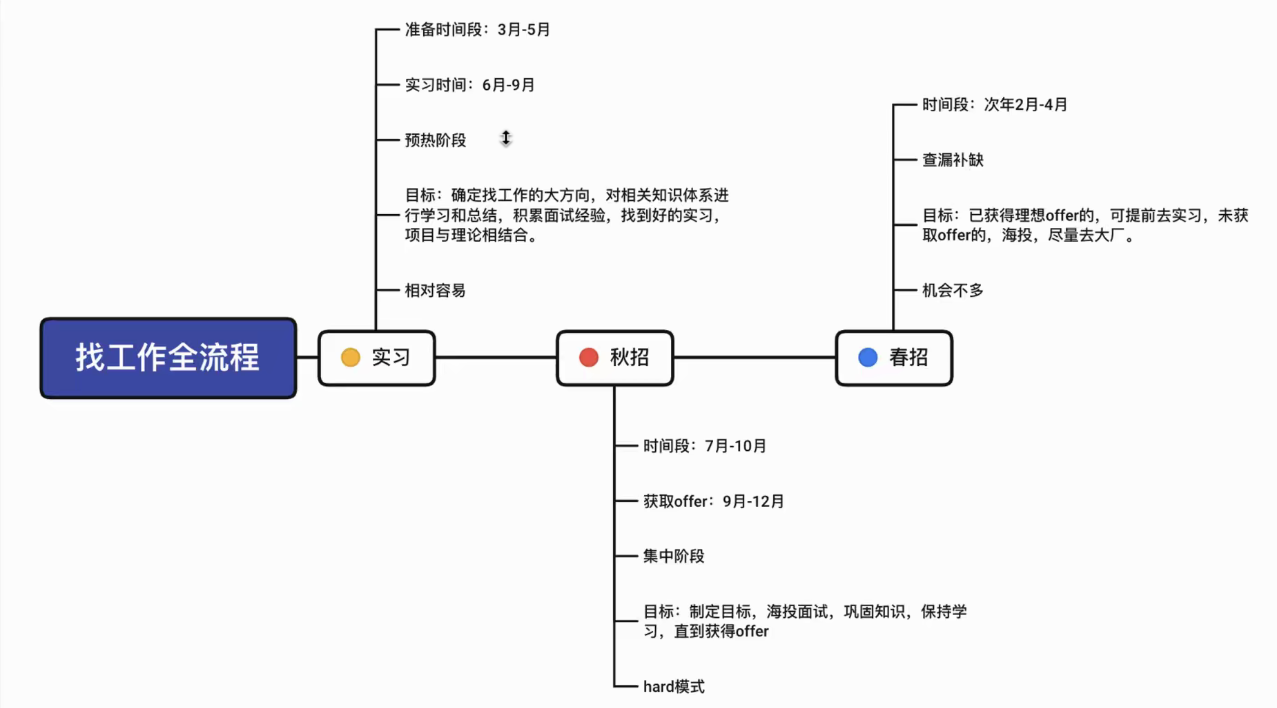 找工作全流程
实习
准备时间段：3月-5月
实习时间：6月-9月
预热阶段
目标：确定找工作的大方向，对相关知识体系进
行学习和总结，积累面试经验，找到好的实习，
项目与理论相结合。
相对容易
秋招
时间段：7月-10月
获取offer：9月-12月
集中阶段
目标：制定目标，海投面试，巩固知识，保持学
习，直到获得offer
hard模式
春招
时间段：次年2月-4月
查漏补缺
目标：已获得理想offer的，可提前去实习，未获
取offer的，海投，尽量去大厂。
机会不多